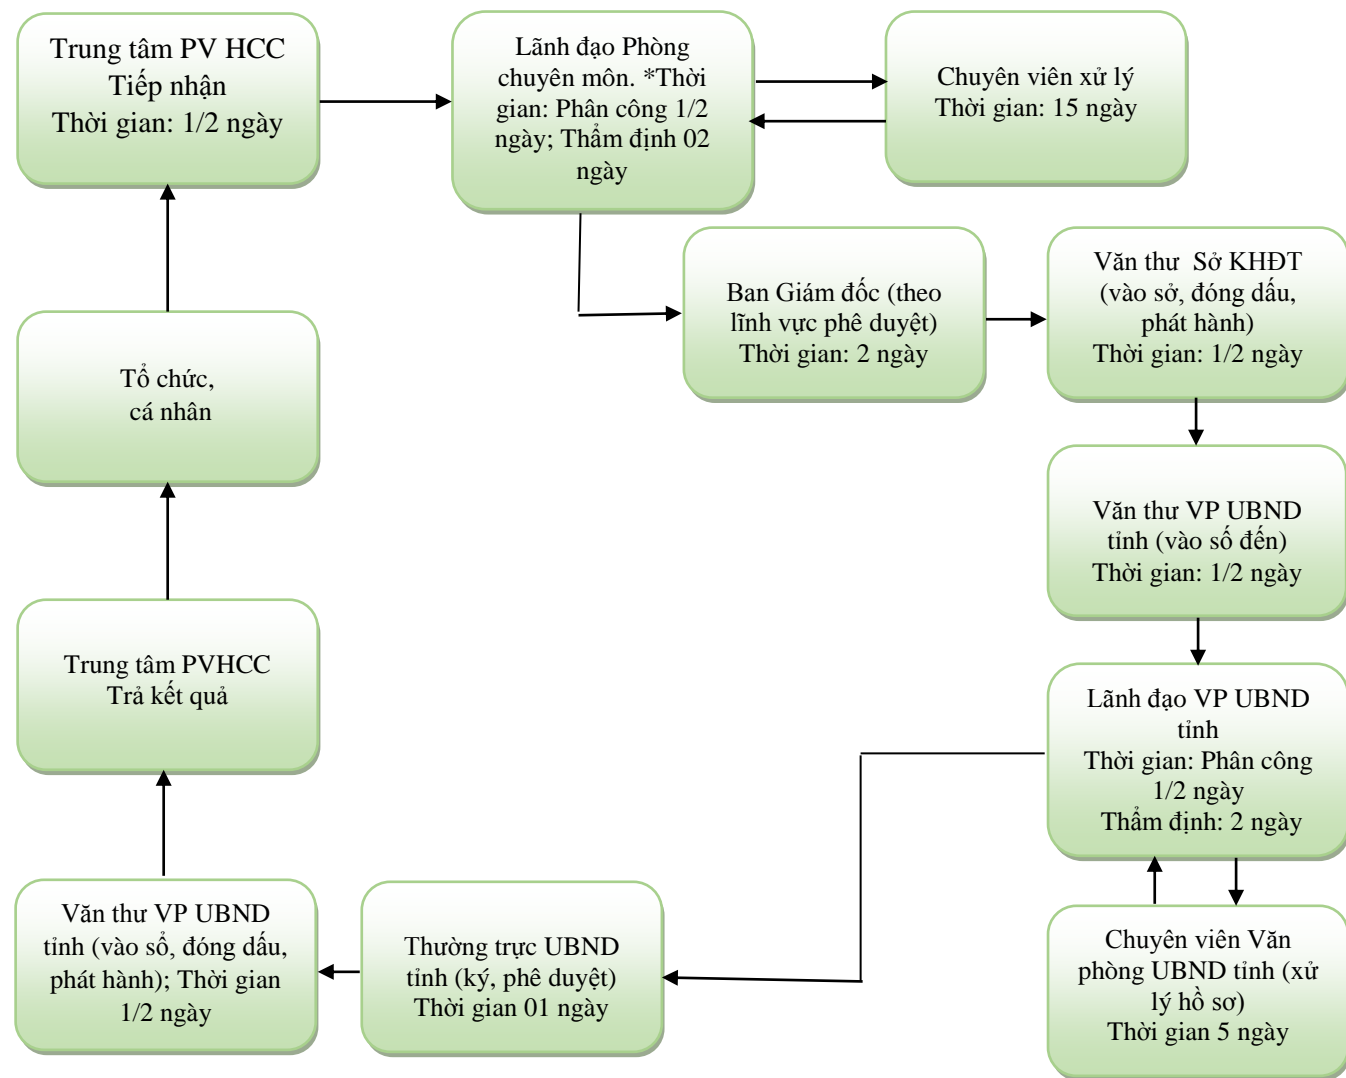 Trung tâm PV HCC
Tiếp nhận
Thời gian: 1/2 ngày
Lãnh đạo Phòng
chuyên môn. *Thời
gian: Phân công 1/2
ngày; Thẩm định 02
ngày
Chuyên viên xử lý
Thời gian: 15 ngày
Ban Giám đốc (theo
lĩnh vực phê duyệt)
Thời gian: 2 ngày
Văn thư  Sở KHĐT
(vào sở, đóng dấu,
phát hành)
Thời gian: 1/2 ngày
Tổ chức,
cá nhân
Văn thư VP UBND
tỉnh (vào số đến)
Thời gian: 1/2 ngày
Trung tâm PVHCC
Trả kết quả
Lãnh đạo VP UBND
tỉnh
Thời gian: Phân công
1/2 ngày
Thẩm định: 2 ngày
Văn thư VP UBND
tỉnh (vào sổ, đóng dấu,
phát hành); Thời gian
1/2 ngày
Thường trực UBND
tỉnh (ký, phê duyệt)
Thời gian 01 ngày
Chuyên viên Văn
phòng UBND tỉnh (xử
lý hồ sơ)
Thời gian 5 ngày